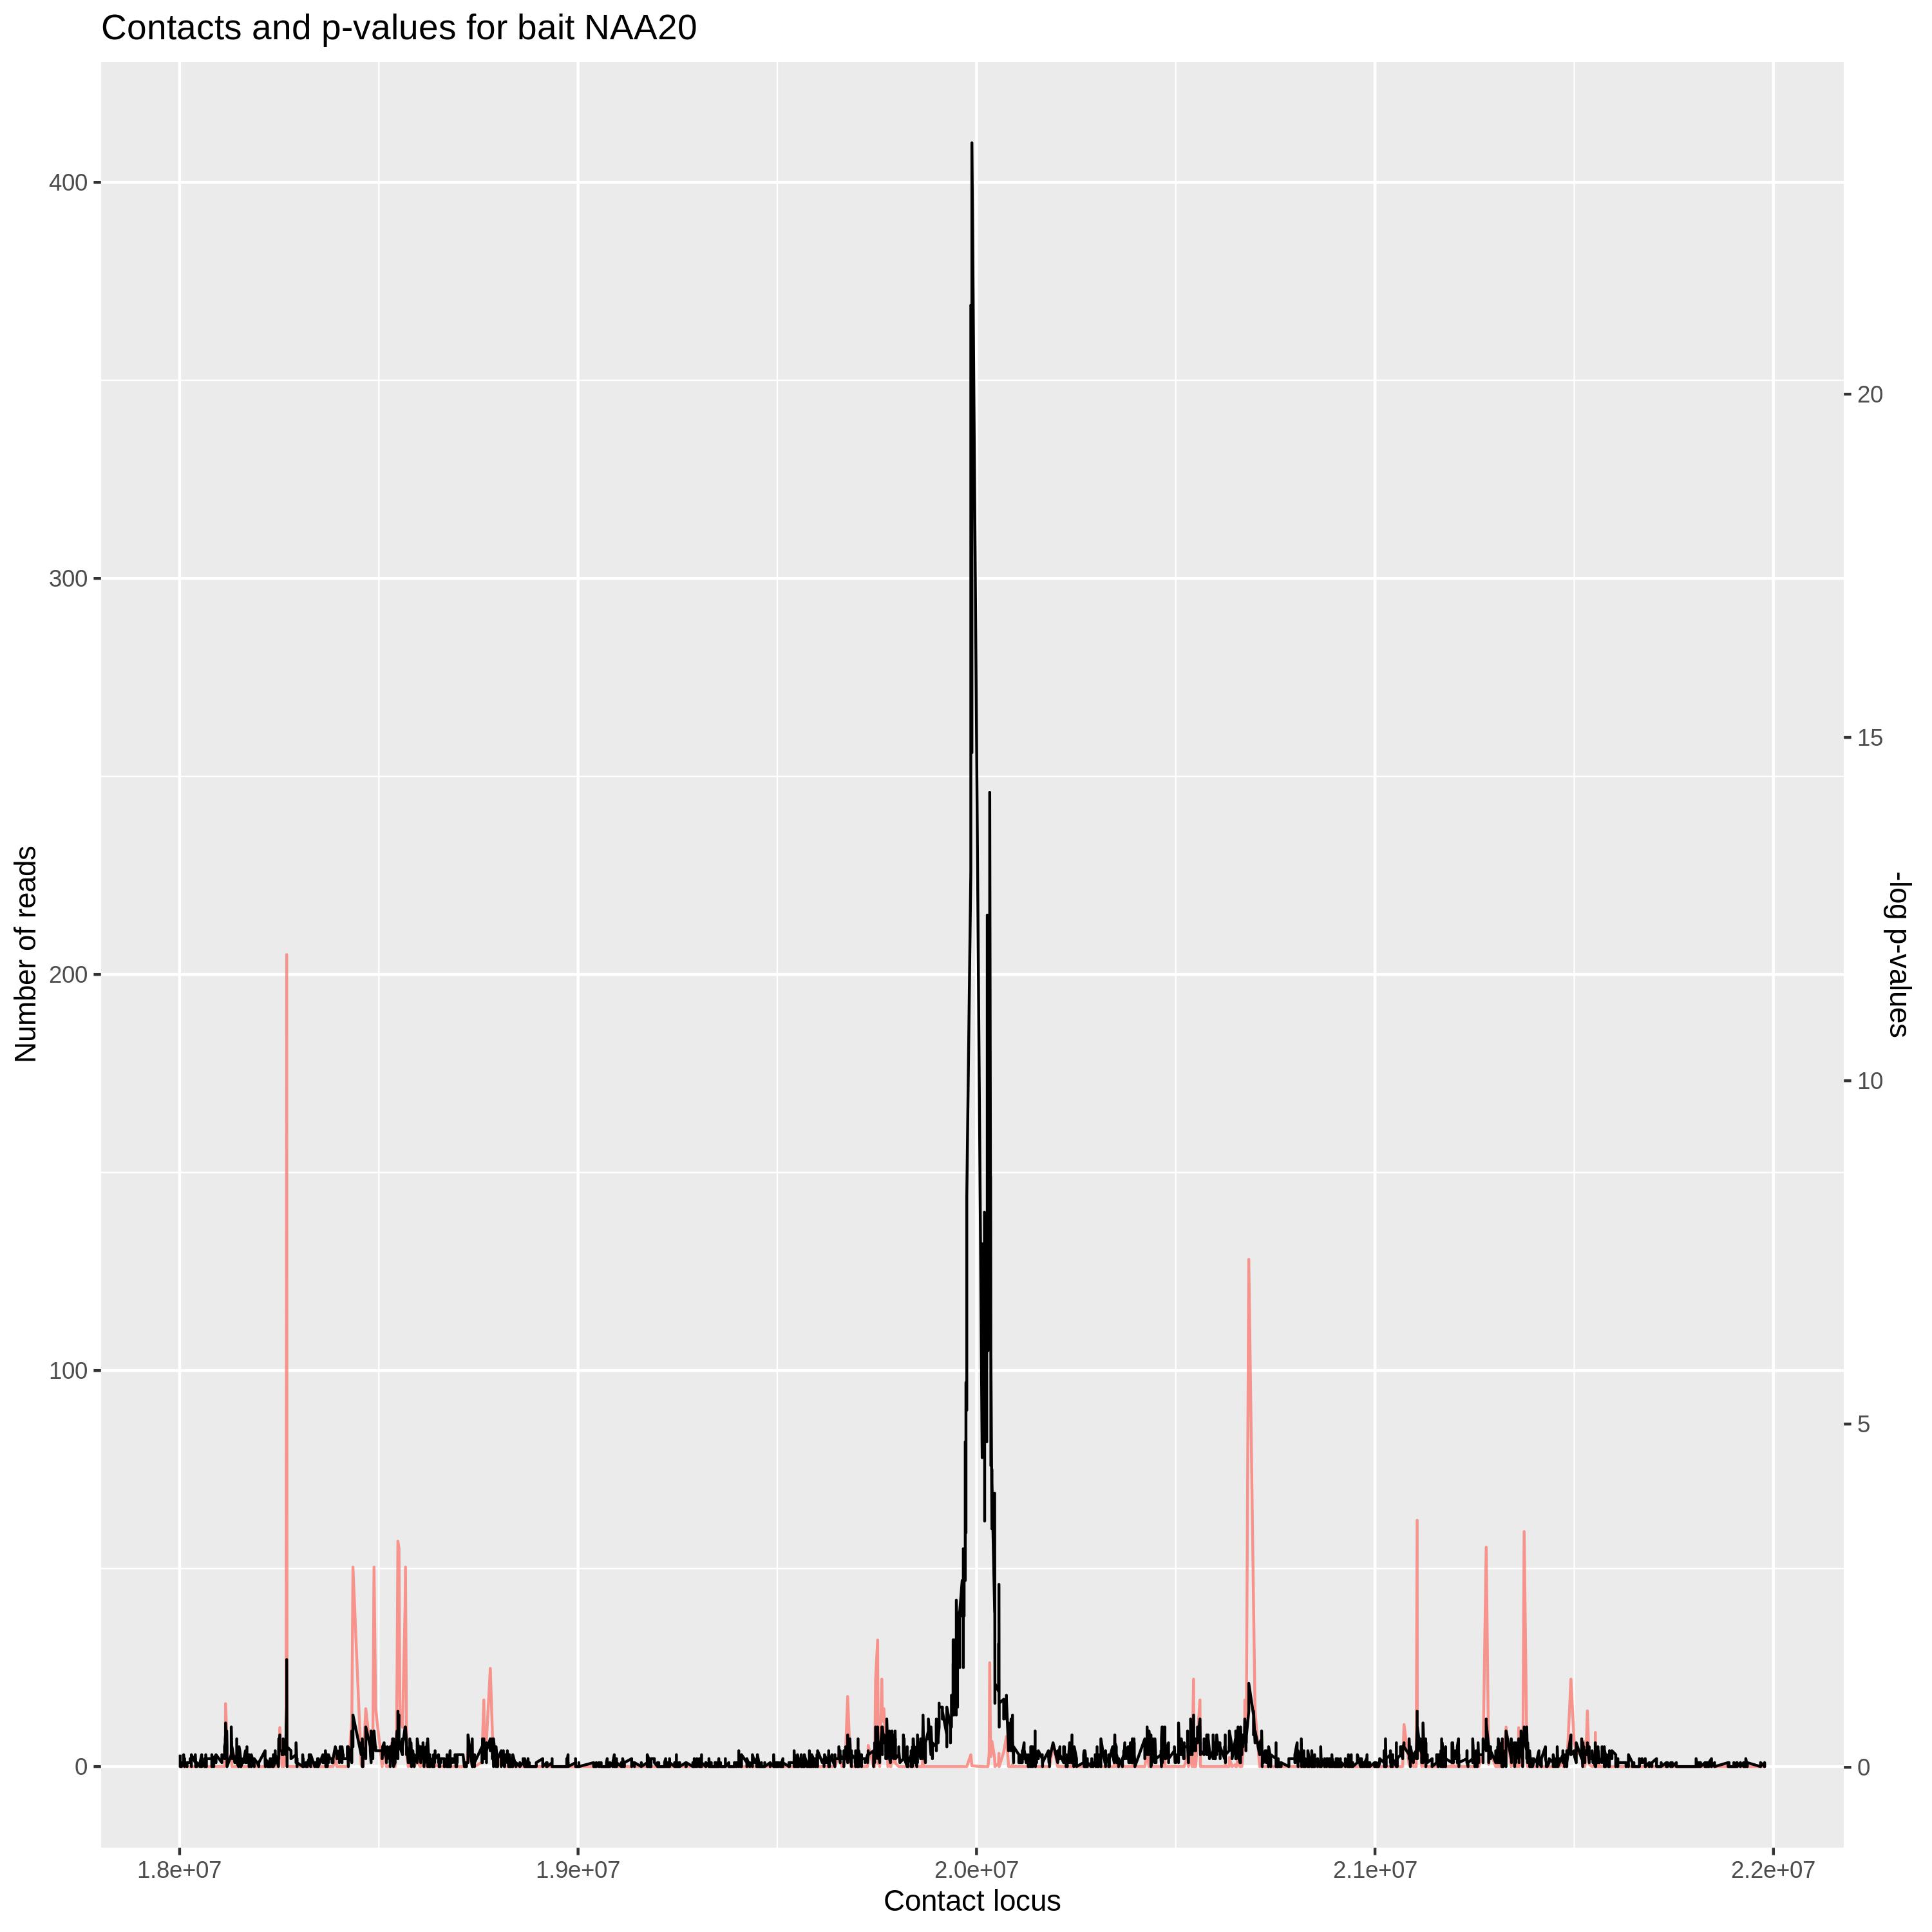 Contacts and p-values for bait NAA20
400
300
200
100
0
Number of reads
20
15
10
5
0
-log p-values
1.8e+07
1.9e+07
2.0e+07
2.1e+07
2.2e+07
Contact locus